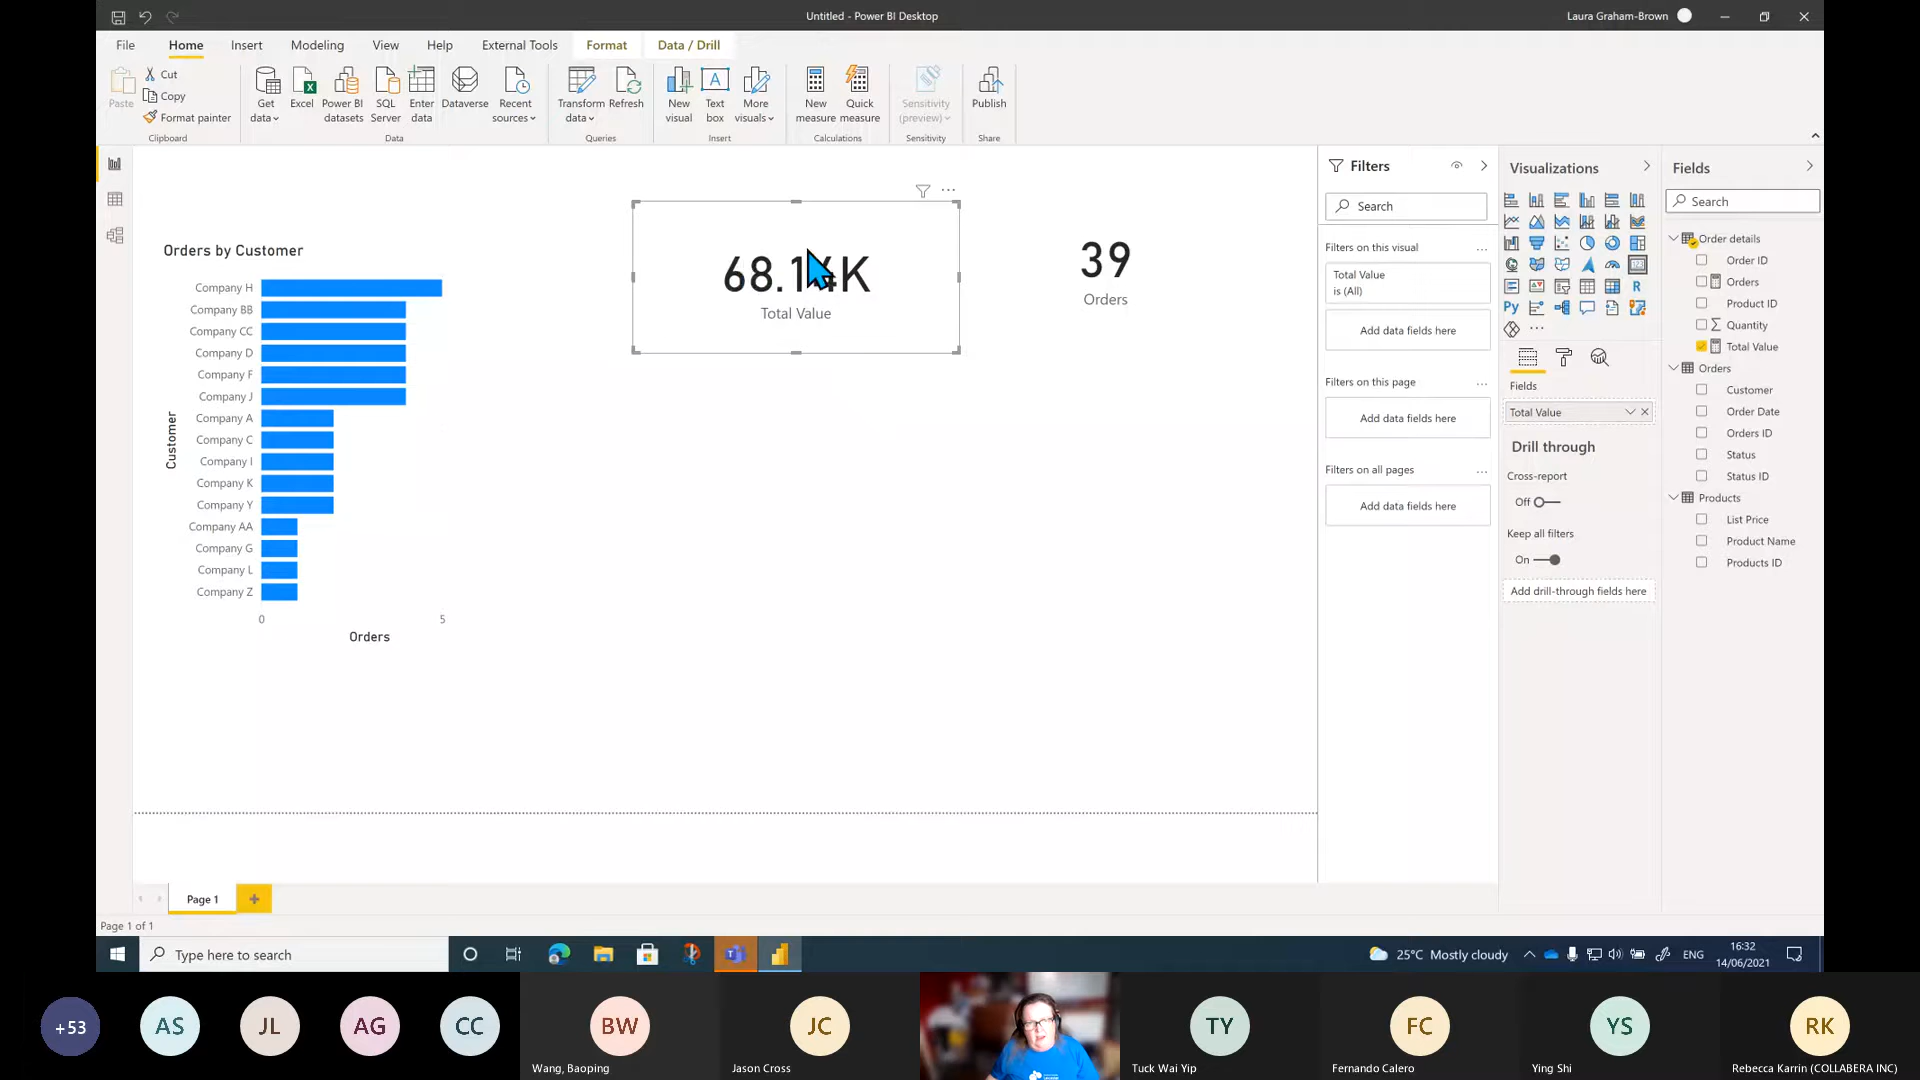 Untitled - Power BI Desktop
Laura Graham-Brown
File Home Insert Modeling View Help External Tools Format Data / Drill
Paste
Cut
Copy
Format painter
Clipboard
Get data
Excel
Power BI datasets
SQL Server
Enter data
Dataverse
Recent sources
Data
Transform data
Refresh
Queries
New visual
Text box
More visuals
Insert
New measure
Quick measure
Calculations
Sensitivity (preview)
Sensitivity
Publish
Share
Orders by Customer
Customer
Company H
Company BB
Company CC
Company D
Company F
Company J
Company A
Company C
Company I
Company K
Company Y
Company AA
Company G
Company L
Company Z
0 5
Orders
68.14K
Total Value
39
Orders
Filters
Search
Filters on this visual
Total Value
is (All)
Add data fields here
Filters on this page
Add data fields here
Filters on all pages
Add data fields here
Visualizations
R
Py
Fields
Total Value
Drill through
Cross-report
Off
Keep all filters
On
Add drill-through fields here
Fields
Search
Order details
Order ID
Orders
Product ID
Quantity
Total Value
Orders
Customer
Order Date
Orders ID
Status
Status ID
Products
List Price
Product Name
Products ID
Page 1
Page 1 of 1
Type here to search
25°C Mostly cloudy
ENG
16:32
14/06/2021
+53
AS
JL
AG
CC
BW
Wang, Baoping
JC
Jason Cross
TY
Tuck Wai Yip
FC
Fernando Calero
YS
Ying Shi
RK
Rebecca Karrin (COLLABERA INC)